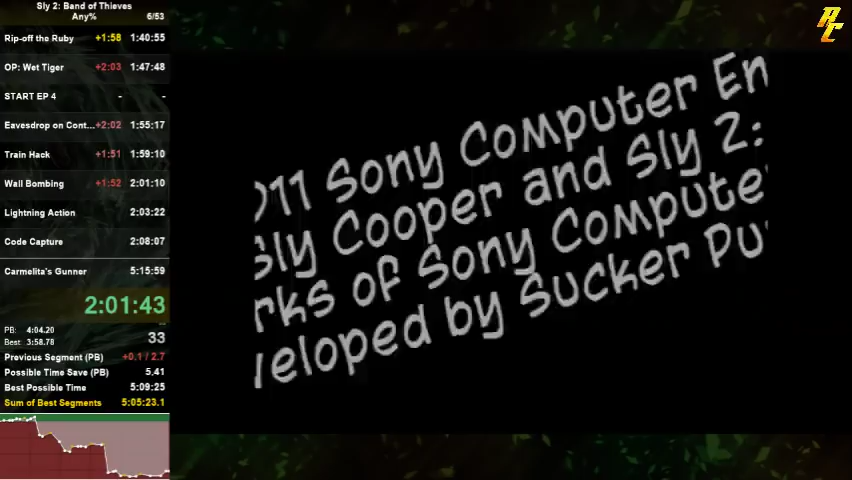 Sly 2: Band of Thieves
Any% 6/53
Rip-off the Ruby +1:58 1:40:55
OP: Wet Tiger +2:03 1:47:48
START EP 4 - -
Eavesdrop on Cont... +2:02 1:55:17
Train Hack +1:51 1:59:10
Wall Bombing +1:52 2:01:10
Lightning Action 2:03:22
Code Capture 2:08:07
Carmelita's Gunner 5:15:59
2:01:43
PB: 4:04.20
Best: 3:58.78
33
Previous Segment (PB) +0.1 / 2.7
Possible Time Save (PB) 5.41
Best Possible Time 5:09:25
Sum of Best Segments 5:05:23.1
011 Sony Computer En
Sly Cooper and Sly 2:
rks of Sony Compute
veloped by Sucker Pu